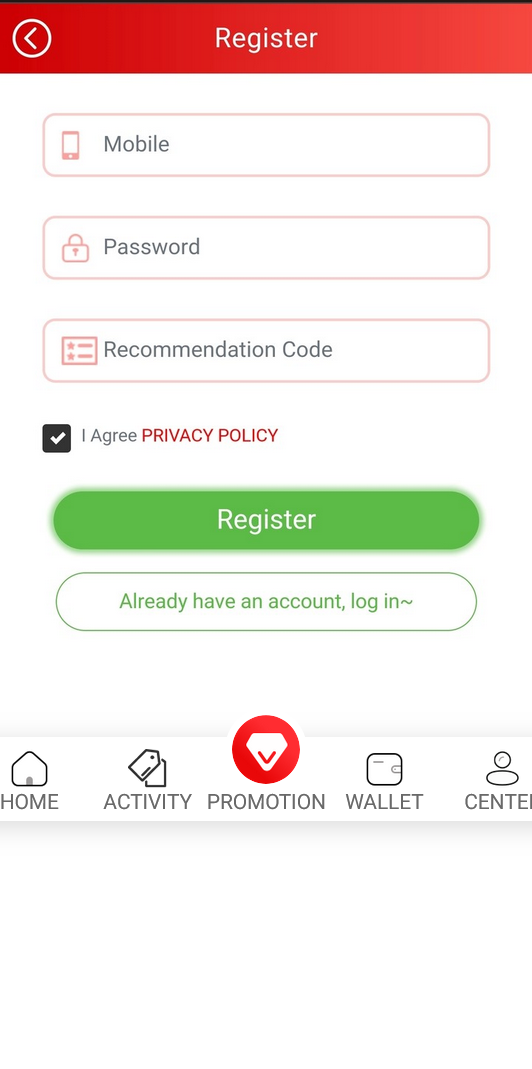 Register
Mobile
Password
Recommendation Code
I Agree PRIVACY POLICY
Register
Already have an account, log in~
HOME ACTIVITY PROMOTION WALLET CENTE